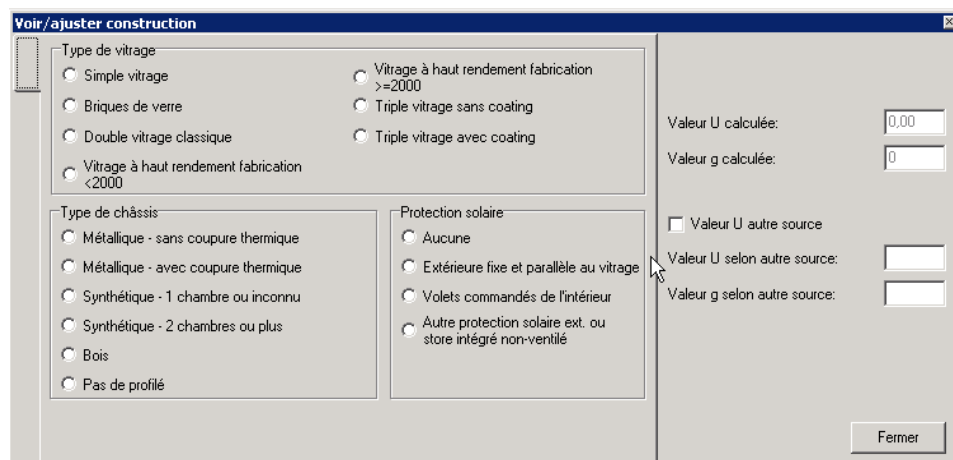 Voir/ajuster construction
Type de vitrage
Simple vitrage
Briques de verre
Double vitrage classique
Vitrage à haut rendement fabrication
<2000
Vitrage à haut rendement fabrication
>=2000
Triple vitrage sans coating
Triple vitrage avec coating
Type de châssis
Métallique - sans coupure thermique
Métallique - avec coupure thermique
Synthétique - 1 chambre ou inconnu
Synthétique - 2 chambres ou plus
Bois
Pas de profilé
Protection solaire
Aucune
Extérieure fixe et parallèle au vitrage
Volets commandés de l'intérieur
Autre protection solaire ext. ou
store intégré non-ventilé
Valeur U calculée: 0,00
Valeur g calculée: 0
Valeur U autre source
Valeur U selon autre source:
Valeur g selon autre source:
Fermer